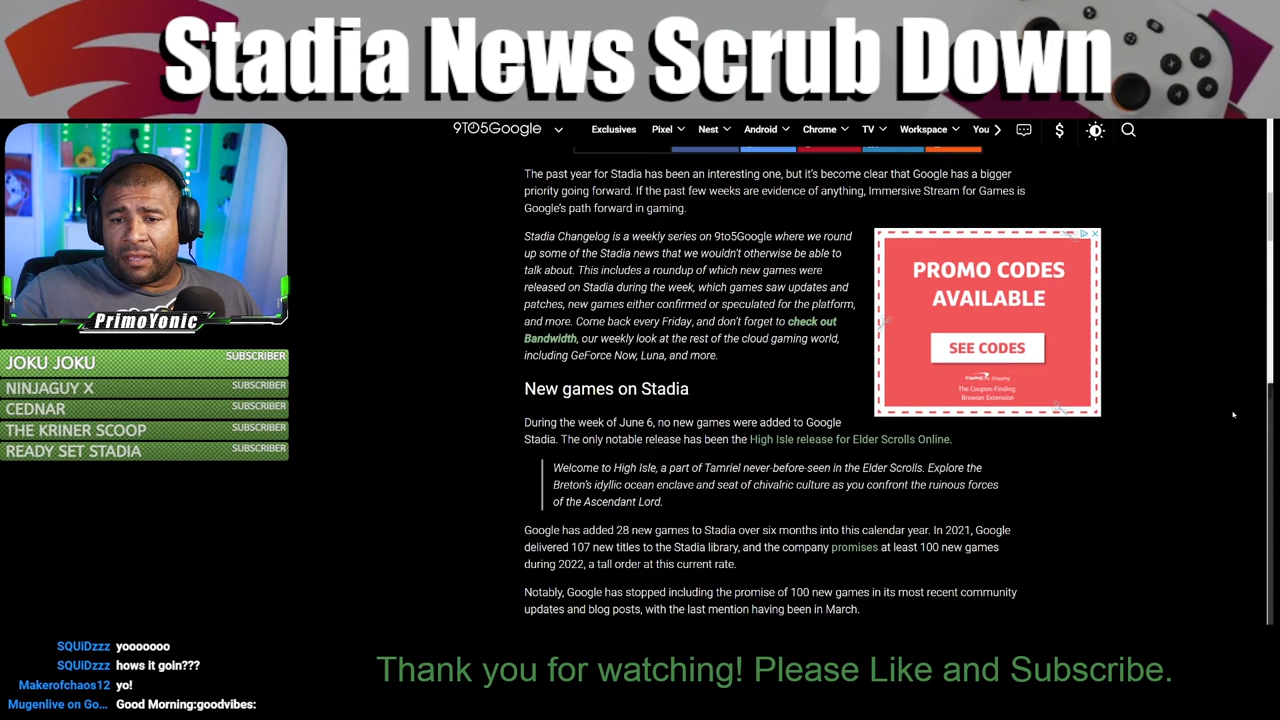 Stadia News Scrub Down
9TO5Google
Exclusives Pixel Nest Android Chrome TV Workspace You
The past year for Stadia has been an interesting one, but it's become clear that Google has a bigger
priority going forward. If the past few weeks are evidence of anything, Immersive Stream for Games is
Google's path forward in gaming.
Stadia Changelog is a weekly series on 9to5Google where we round
up some of the Stadia news that we wouldn't otherwise be able to
talk about. This includes a roundup of which new games were
released on Stadia during the week, which games saw updates and
patches, new games either confirmed or speculated for the platform,
and more. Come back every Friday, and don't forget to check out
Bandwidth, our weekly look at the rest of the cloud gaming world,
including GeForce Now, Luna, and more.
PROMO CODES
AVAILABLE
SEE CODES
Capital One Shopping
The Coupon-Finding
Browser Extension
New games on Stadia
During the week of June 6, no new games were added to Google
Stadia. The only notable release has been the High Isle release for Elder Scrolls Online.
Welcome to High Isle, a part of Tamriel never-before-seen in the Elder Scrolls. Explore the
Breton's idyllic ocean enclave and seat of chivalric culture as you confront the ruinous forces
of the Ascendant Lord.
Google has added 28 new games to Stadia over six months into this calendar year. In 2021, Google
delivered 107 new titles to the Stadia library, and the company promises at least 100 new games
during 2022, a tall order at this current rate.
Notably, Google has stopped including the promise of 100 new games in its most recent community
updates and blog posts, with the last mention having been in March.
PrimoYonic
JOKU JOKU SUBSCRIBER
NINJAGUY X SUBSCRIBER
CEDNAR SUBSCRIBER
THE KRINER SCOOP SUBSCRIBER
READY SET STADIA SUBSCRIBER
SQUiDzzz yooooooo
SQUiDzzz hows it goin???
Makerofchaos12 yo!
Mugenlive on Go... Good Morning:goodvibes:
Thank you for watching! Please Like and Subscribe.